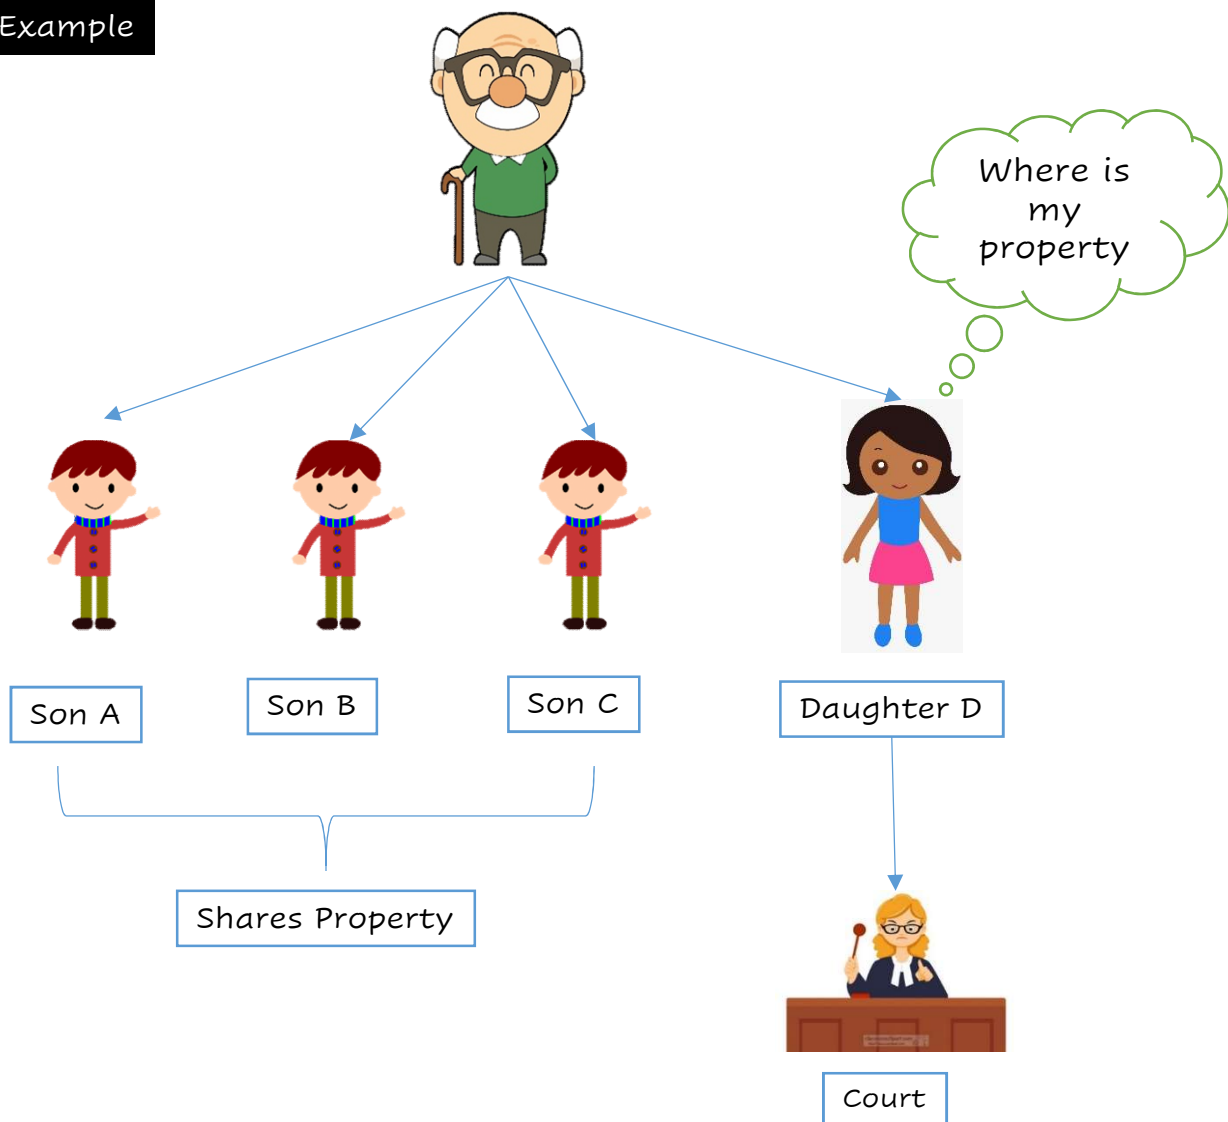 Example
Where is
my
property
Son A
Son B
Son C
Daughter D
Shares Property
Court